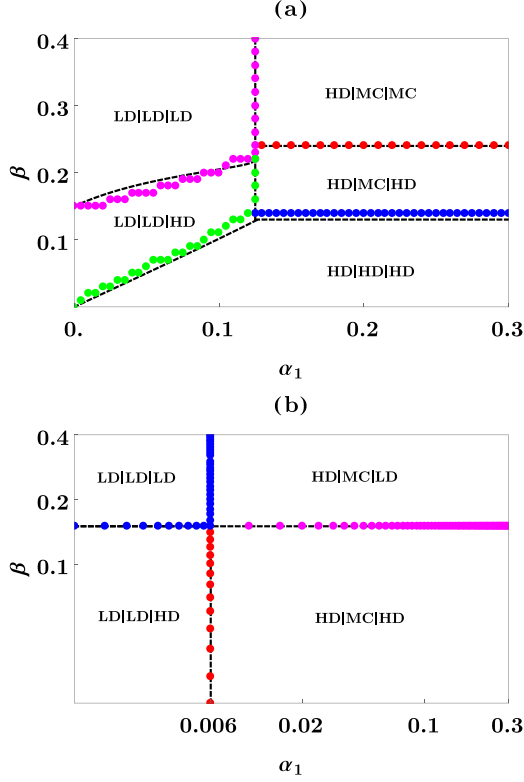 (a)
0.4
LD|LD|LD
HD|MC|MC
0.3
β
0.2
HD|MC|HD
LD|LD|HD
0.1
HD|HD|HD
0. 0.1 0.2 0.3
α1
(b)
0.4
LD|LD|LD HD|MC|LD
0.2
β
0.1
LD|LD|HD HD|MC|HD
0.006 0.02 0.1 0.3
α1